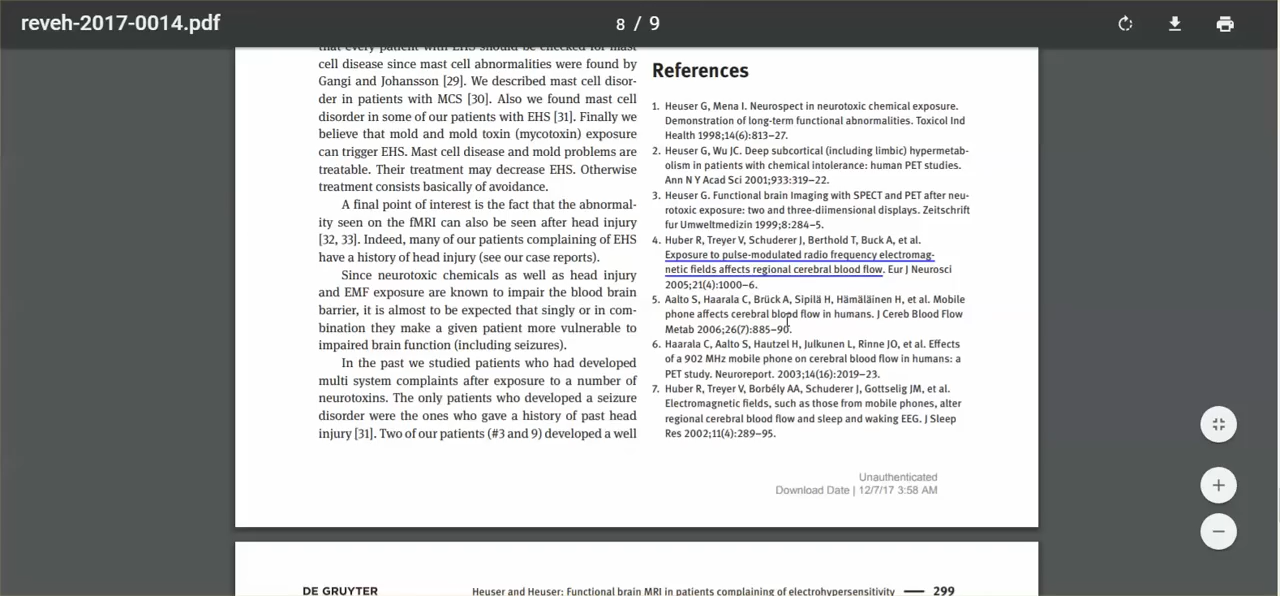 reveh-2017-0014.pdf
8 / 9
that every patient with EHS should be checked for mast
cell disease since mast cell abnormalities were found by
Gangi and Johansson [29]. We described mast cell disor-
der in patients with MCS [30]. Also we found mast cell
disorder in some of our patients with EHS [31]. Finally we
believe that mold and mold toxin (mycotoxin) exposure
can trigger EHS. Mast cell disease and mold problems are
treatable. Their treatment may decrease EHS. Otherwise
treatment consists basically of avoidance.
A final point of interest is the fact that the abnormal-
ity seen on the fMRI can also be seen after head injury
[32, 33]. Indeed, many of our patients complaining of EHS
have a history of head injury (see our case reports).
Since neurotoxic chemicals as well as head injury
and EMF exposure are known to impair the blood brain
barrier, it is almost to be expected that singly or in com-
bination they make a given patient more vulnerable to
impaired brain function (including seizures).
In the past we studied patients who had developed
multi system complaints after exposure to a number of
neurotoxins. The only patients who developed a seizure
disorder were the ones who gave a history of past head
injury [31]. Two of our patients (#3 and 9) developed a well
References
1. Heuser G, Mena I. Neurospect in neurotoxic chemical exposure.
Demonstration of long-term functional abnormalities. Toxicol Ind
Health 1998;14(6):813–27.
2. Heuser G, Wu JC. Deep subcortical (including limbic) hypermetab-
olism in patients with chemical intolerance: human PET studies.
Ann N Y Acad Sci 2001;933:319–22.
3. Heuser G. Functional brain Imaging with SPECT and PET after neu-
rotoxic exposure: two and three-diimensional displays. Zeitschrift
fur Umweltmedizin 1999;8:284–5.
4. Huber R, Treyer V, Schuderer J, Berthold T, Buck A, et al.
Exposure to pulse-modulated radio frequency electromag-
netic fields affects regional cerebral blood flow. Eur J Neurosci
2005;21(4):1000–6.
5. Aalto S, Haarala C, Brück A, Sipilä H, Hämäläinen H, et al. Mobile
phone affects cerebral blood flow in humans. J Cereb Blood Flow
Metab 2006;26(7):885–90.
6. Haarala C, Aalto S, Hautzel H, Julkunen L, Rinne JO, et al. Effects
of a 902 MHz mobile phone on cerebral blood flow in humans: a
PET study. Neuroreport. 2003;14(16):2019–23.
7. Huber R, Treyer V, Borbély AA, Schuderer J, Gottselig JM, et al.
Electromagnetic fields, such as those from mobile phones, alter
regional cerebral blood flow and sleep and waking EEG. J Sleep
Res 2002;11(4):289–95.
Unauthenticated
Download Date | 12/7/17 3:58 AM
DE GRUYTER
Heuser and Heuser: Functional brain MRI in patients complaining of electrohypersensitivity — 299